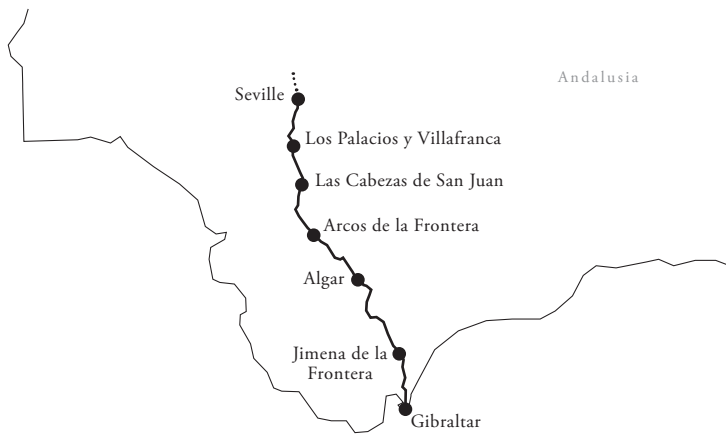 Andalusia
Seville
Los Palacios y Villafranca
Las Cabezas de San Juan
Arcos de la Frontera
Algar
Jimena de la
Frontera
Gibraltar